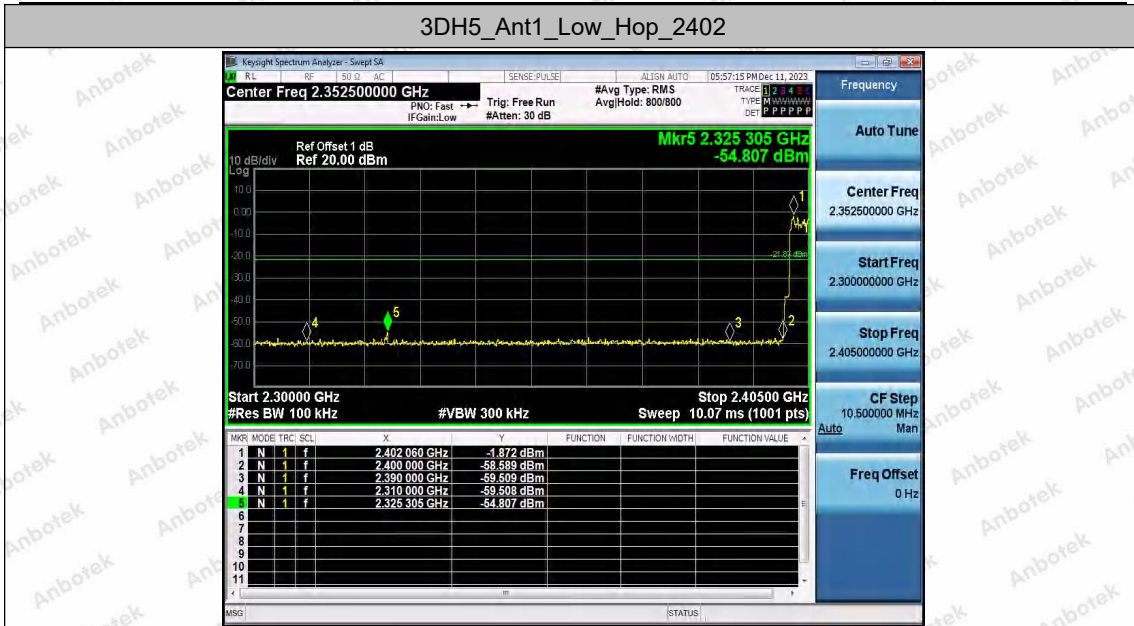 3DH5_Ant1_Low_Hop_2402
Keysight Spectrum Analyzer - Swept SA
RL RF 50 Ω AC SENSE:PULSE ALIGN AUTO 05:57:15 PM Dec 11, 2023
Center Freq 2.352500000 GHz
PNO: Fast
IFGain:Low
Trig: Free Run
#Atten: 30 dB
#Avg Type: RMS
Avg|Hold: 800/800
TRACE 1 2 3 4 5 6
TYPE M WWWWW
DET P P P P P P
Ref Offset 1 dB
Ref 20.00 dBm
10 dB/div
Log
Mkr5 2.325 305 GHz
-54.807 dBm
10.0
0.00
-10.0
-20.0
-30.0
-40.0
-50.0
-60.0
-70.0
-21.87 dBm
1
2
3
4
5
Start 2.30000 GHz Stop 2.40500 GHz
#Res BW 100 kHz #VBW 300 kHz Sweep 10.07 ms (1001 pts)
MKR MODE TRC SCL X Y FUNCTION FUNCTION WIDTH FUNCTION VALUE
1 N 1 f 2.402 060 GHz -1.872 dBm
2 N 1 f 2.400 000 GHz -58.589 dBm
3 N 1 f 2.390 000 GHz -59.509 dBm
4 N 1 f 2.310 000 GHz -59.508 dBm
5 N 1 f 2.325 305 GHz -54.807 dBm
6
7
8
9
10
11
MSG STATUS
Frequency
Auto Tune
Center Freq
2.352500000 GHz
Start Freq
2.300000000 GHz
Stop Freq
2.405000000 GHz
CF Step
10.500000 MHz
Auto Man
Freq Offset
0 Hz
Anbotek